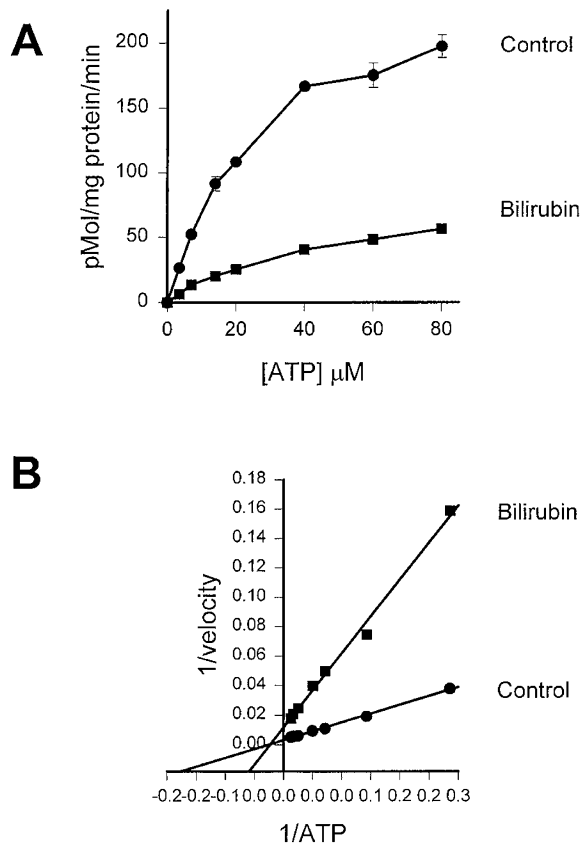 A
200
150
100
50
0
pMol/mg protein/min
Control
Bilirubin
0 20 40 60 80
[ATP] μM
B
0.18
0.16
0.14
0.12
0.10
0.08
0.06
0.04
0.02
0.00
1/velocity
Bilirubin
Control
-0.2-0.2-0.1-0.1 0.0 0.0 0.0 0.1 0.1 0.2 0.2 0.3
1/ATP